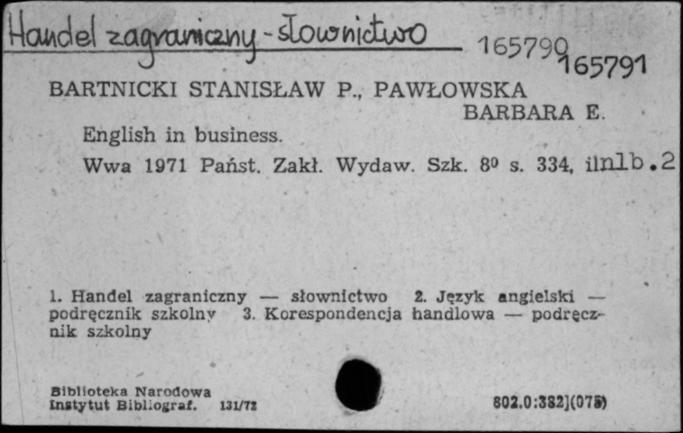 Handel zagraniczny - słownictwo
165790
165791
BARTNICKI STANISŁAW P., PAWŁOWSKA
BARBARA E.
English in business.
Wwa 1971 Państ. Zakł. Wydaw. Szk. 8º s. 334, nlb. 2
1. Handel zagraniczny — słownictwo 2. Język angielski —
podręcznik szkolny 3. Korespondencja handlowa — podręcz-
nik szkolny
Biblioteka Narodowa
Instytut Bibliograf. 131/72
802.0:382](075)